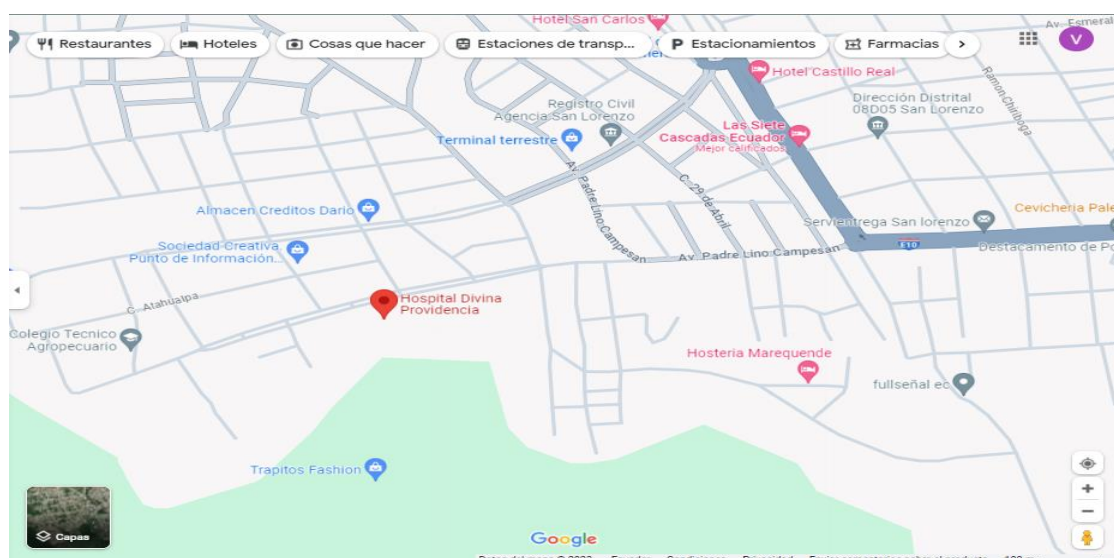 Hotel San Carlos
Av. Esmeral
Restaurantes
Hoteles
Cosas que hacer
Estaciones de transp...
Estacionamientos
Farmacias
V
Hotel Castillo Real
Ramon Chiriboga
Registro Civil
Agencia San Lorenzo
Dirección Distrital
08D05 San Lorenzo
Terminal terrestre
Las Siete
Cascadas Ecuador
Mejor calificados
Av. Padre Lino Campesan
C. 29 de Abril
Almacen Creditos Dario
Servientrega San lorenzo
Cevicheria Pale
Sociedad Creativa
Punto de Información...
Av. Padre Lino Campesan
E10
Destacamento de Po
C. Atahualpa
Hospital Divina
Providencia
Colegio Tecnico
Agropecuario
Hosteria Marequende
fullseñal ec
Trapitos Fashion
Capas
Google